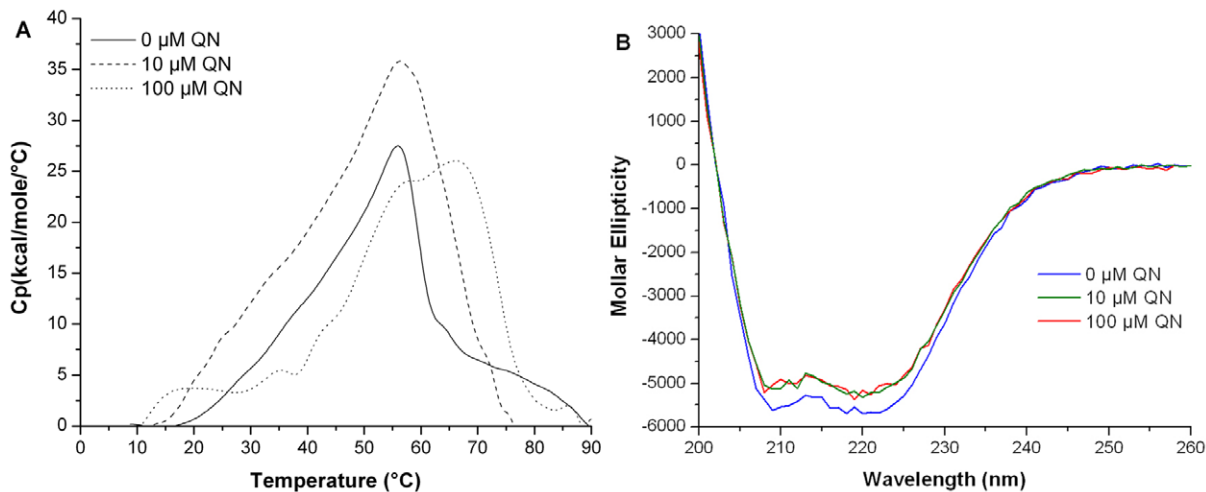 A
0 µM QN
10 µM QN
100 µM QN
Cp(kcal/mole/°C)
40
35
30
25
20
15
10
5
0
0 10 20 30 40 50 60 70 80 90
Temperature (°C)
B
Mollar Ellipticity
3000
2000
1000
0
-1000
-2000
-3000
-4000
-5000
-6000
0 µM QN
10 µM QN
100 µM QN
200 210 220 230 240 250 260
Wavelength (nm)